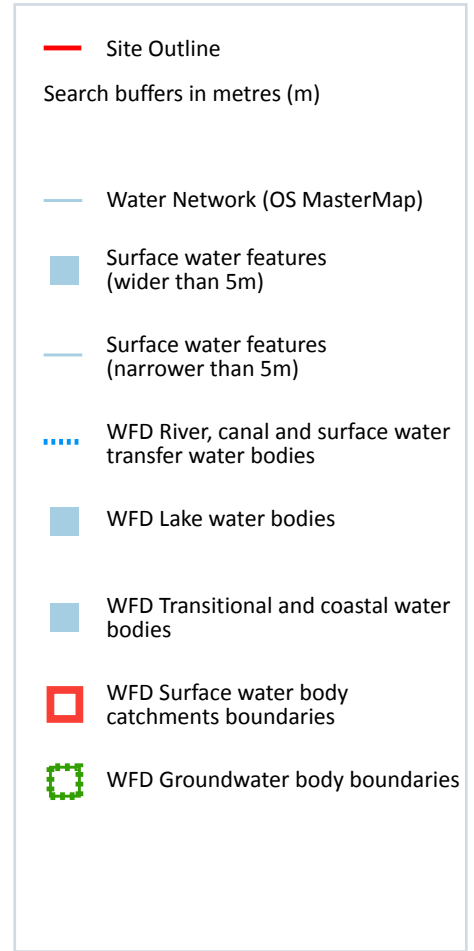 Site Outline
Search buffers in metres (m)
Water Network (OS MasterMap)
Surface water features
(wider than 5m)
Surface water features
(narrower than 5m)
WFD River, canal and surface water
transfer water bodies
WFD Lake water bodies
WFD Transitional and coastal water
bodies
WFD Surface water body
catchments boundaries
WFD Groundwater body boundaries